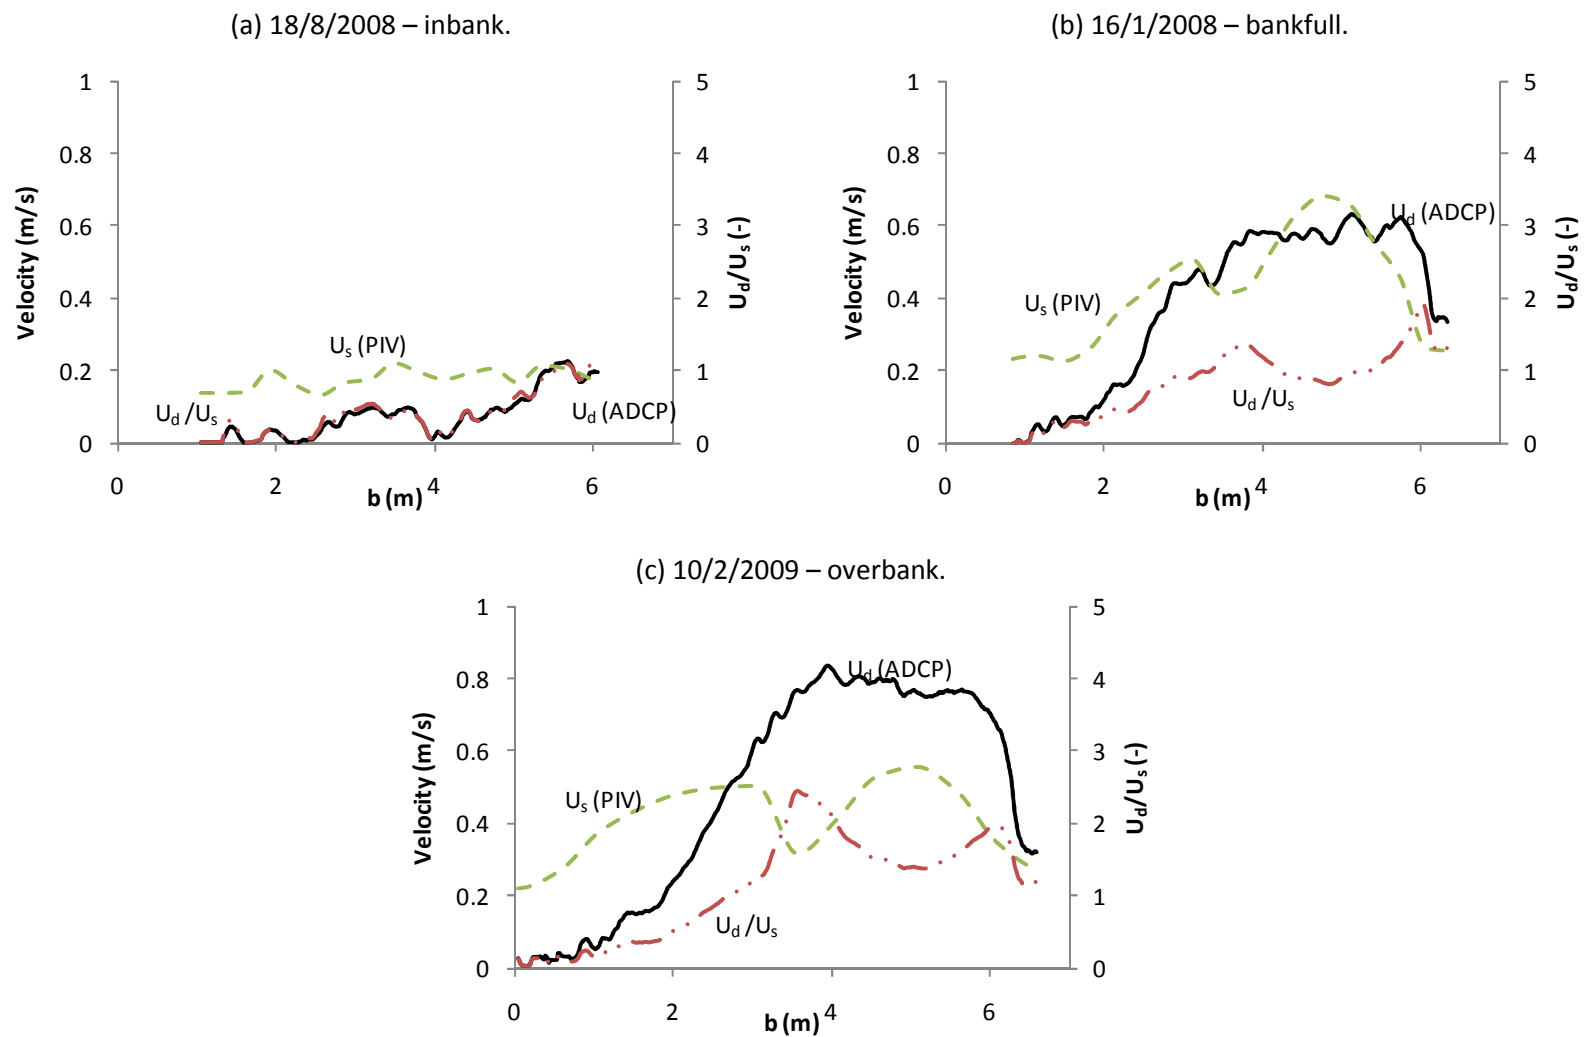 (a) 18/8/2008 – inbank.
1
0.8
0.6
0.4
0.2
0
Velocity (m/s)
5
4
3
2
1
0
Ud/Us (-)
Us (PIV)
Ud /Us
Ud (ADCP)
0
2
4
6
b (m)
(b) 16/1/2008 – bankfull.
1
0.8
0.6
0.4
0.2
0
Velocity (m/s)
5
4
3
2
1
0
Ud/Us (-)
Ud (ADCP)
Us (PIV)
Ud /Us
0
2
4
6
b (m)
(c) 10/2/2009 – overbank.
1
0.8
0.6
0.4
0.2
0
Velocity (m/s)
5
4
3
2
1
0
Ud/Us (-)
Ud (ADCP)
Us (PIV)
Ud /Us
0
2
4
6
b (m)